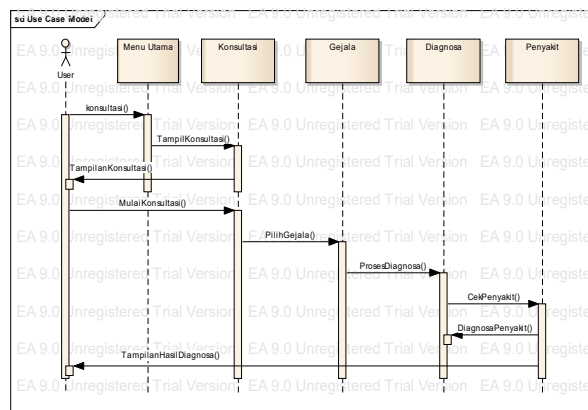 sd Use Case Model
User
Menu Utama
Konsultasi
Gejala
Diagnosa
Penyakit
konsultasi()
TampilKonsultasi()
TampilanKonsultasi()
MulaiKonsultasi()
PilihGejala()
ProsesDiagnosa()
CekPenyakit()
DiagnosaPenyakit()
TampilanHasilDiagnosa()
EA 9.0 Unregistered Trial Version